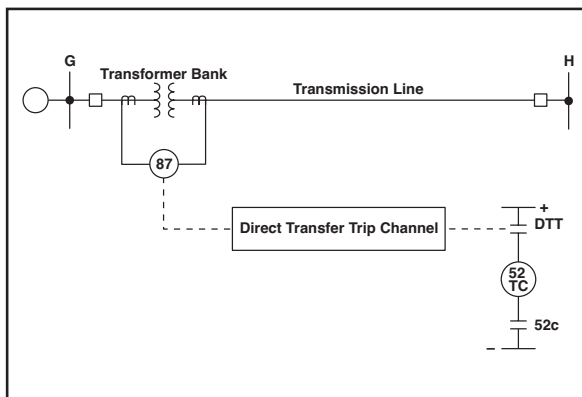 G
H
Transformer Bank
Transmission Line
87
+
Direct Transfer Trip Channel
DTT
52
TC
52c
–